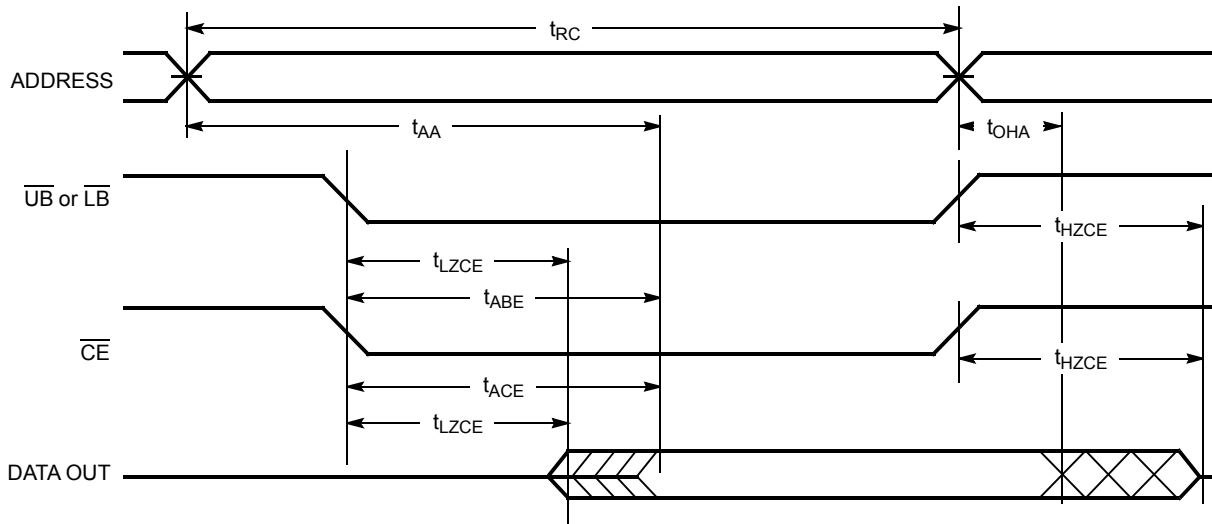 tRC
ADDRESS
tAA
tOHA
UB or LB
tHZCE
tLZCE
tABE
CE
tHZCE
tACE
tLZCE
DATA OUT